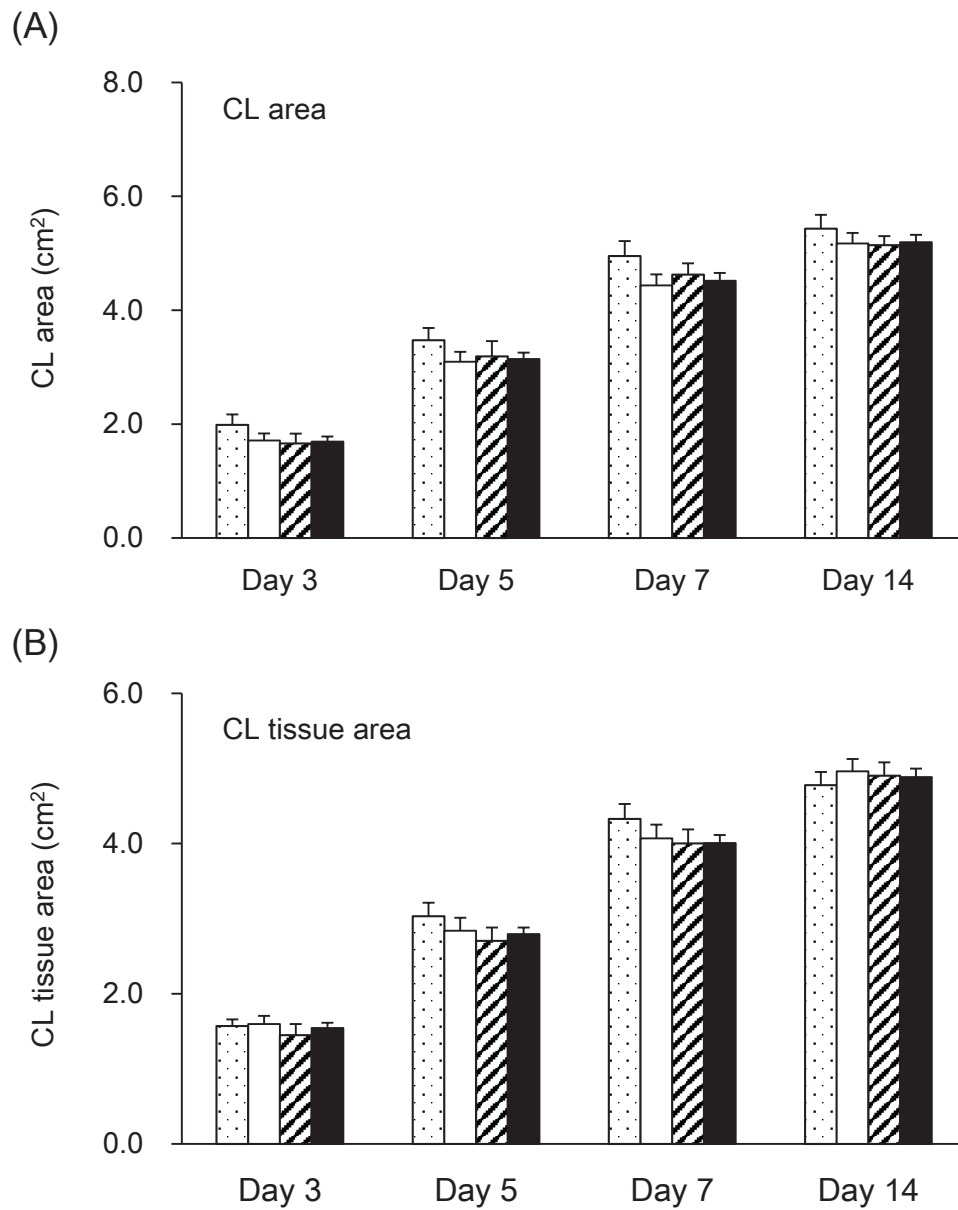 (A)
8.0
CL area
6.0
4.0
2.0
0.0
CL area (cm²)
Day 3 Day 5 Day 7 Day 14
(B)
6.0
CL tissue area
4.0
2.0
0.0
CL tissue area (cm²)
Day 3 Day 5 Day 7 Day 14